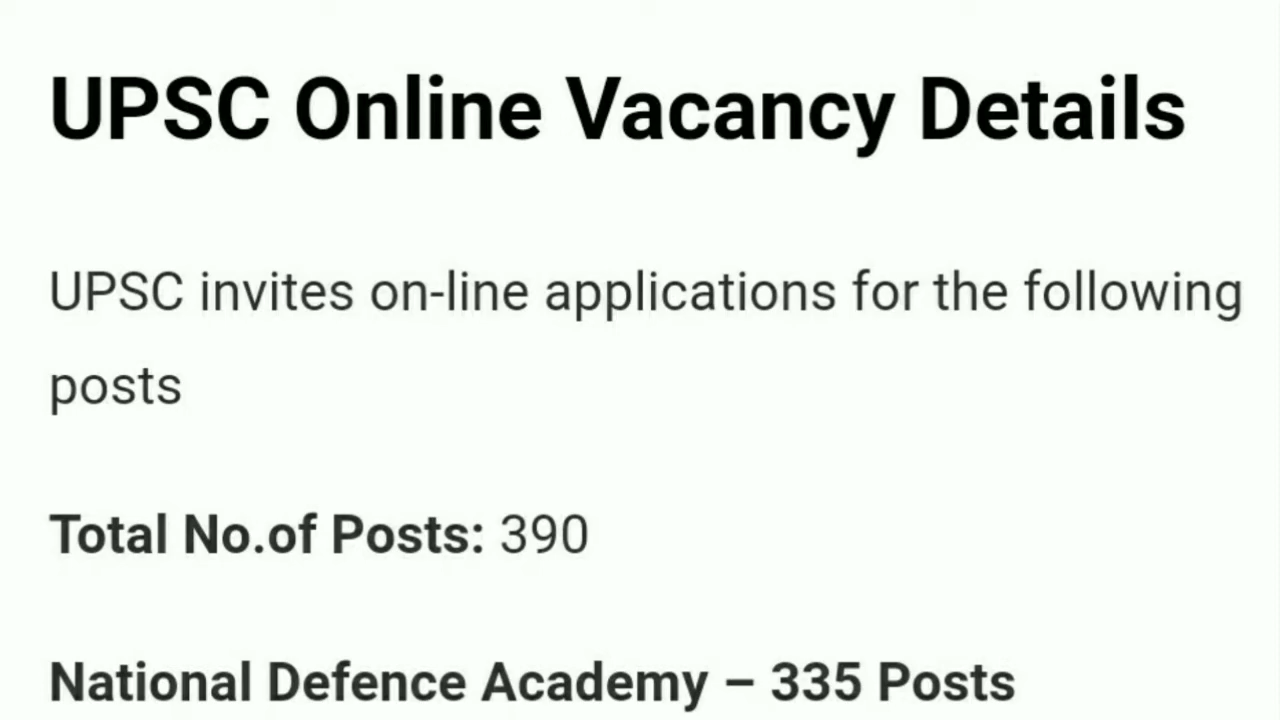 UPSC Online Vacancy Details
UPSC invites on-line applications for the following
posts
Total No.of Posts: 390
National Defence Academy – 335 Posts